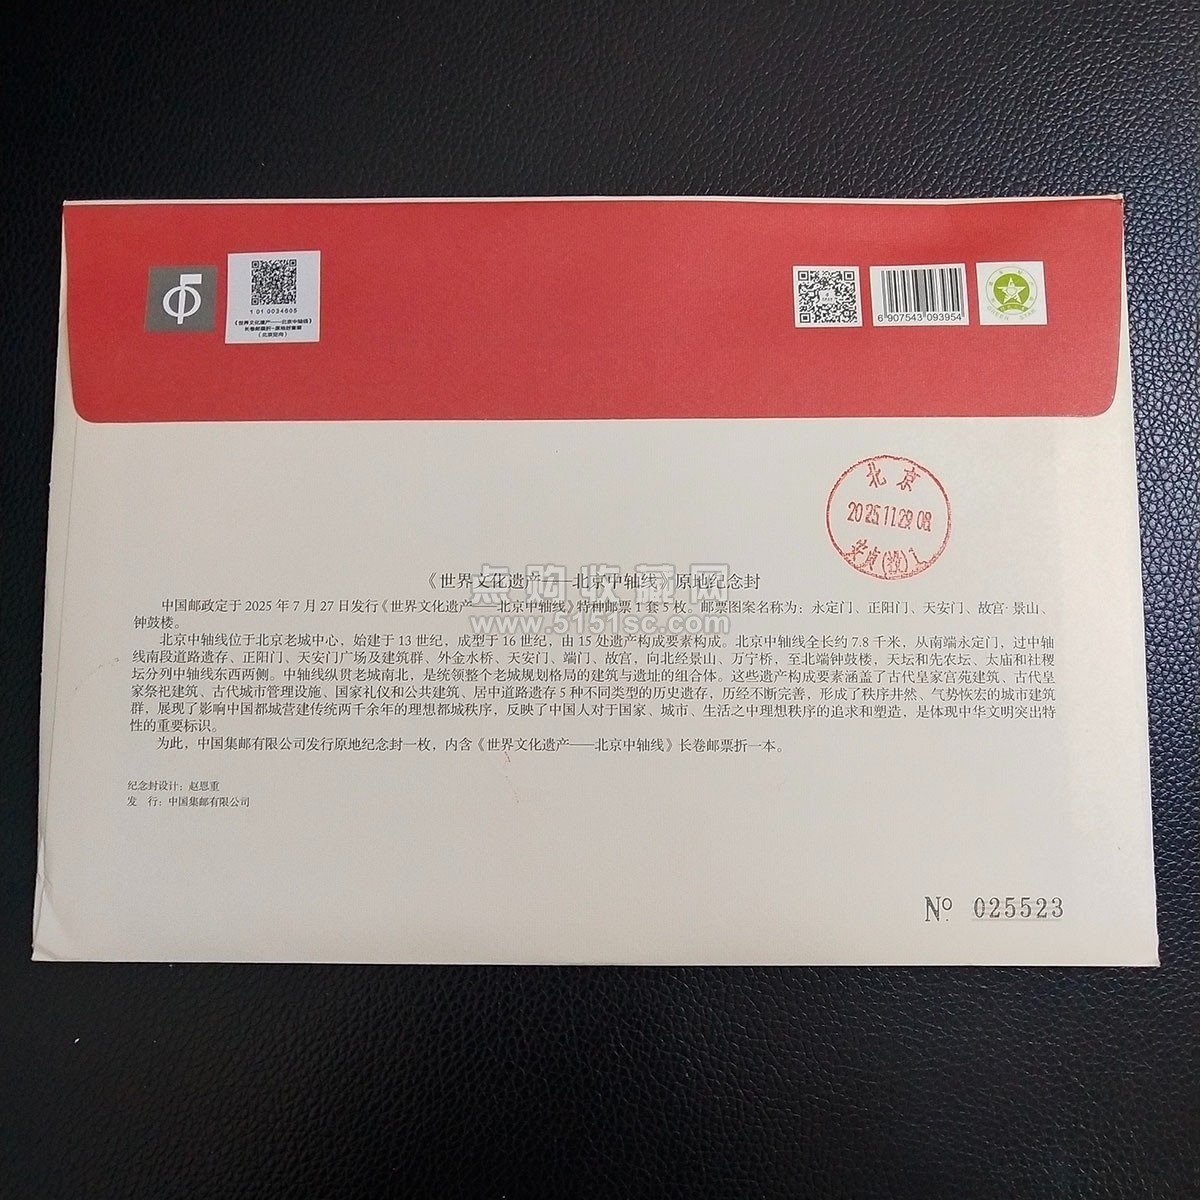 1 01 0034605
《世界文化遗产——北京中轴线》
长卷邮票折-原地封套装
6 907543 093954
北京
2025.11.29.08
《世界文化遗产——北京中轴线》原地纪念封
点购收藏网
www.5151sc.com
中国邮政定于 2025 年 7 月 27 日发行《世界文化遗产——北京中轴线》特种邮票 1 套 5 枚。邮票图案名称为：永定门、正阳门、天安门、故宫·景山、
钟鼓楼。
北京中轴线位于北京老城中心，始建于 13 世纪，成型于 16 世纪，由 15 处遗产构成要素构成。北京中轴线全长约 7.8 千米，从南端永定门，过中轴
线南段道路遗存、正阳门、天安门广场及建筑群、外金水桥、天安门、端门、故宫，向北经景山、万宁桥，至北端钟鼓楼，天坛和先农坛、太庙和社稷
坛分列中轴线东西两侧。中轴线纵贯老城南北，是统领整个老城规划格局的建筑与遗址的组合体。这些遗产构成要素涵盖了古代皇家宫苑建筑、古代皇
家祭祀建筑、古代城市管理设施、国家礼仪和公共建筑、居中道路遗存 5 种不同类型的历史遗存，历经不断完善，形成了秩序井然、气势恢宏的城市建筑
群，展现了影响中国都城营建传统两千余年的理想都城秩序，反映了中国人对于国家、城市、生活之中理想秩序的追求和塑造，是体现中华文明突出特
性的重要标识。
为此，中国集邮有限公司发行原地纪念封一枚，内含《世界文化遗产——北京中轴线》长卷邮票折一本。
纪念封设计：赵恩重
发　行：中国集邮有限公司
Nº 025523